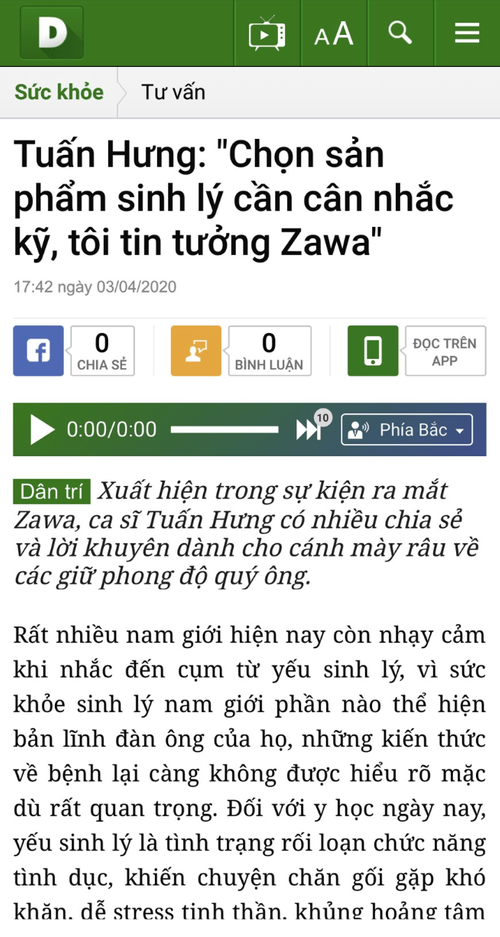 D
AA
Sức khỏe
Tư vấn
Tuấn Hưng: "Chọn sản
phẩm sinh lý cần cân nhắc
kỹ, tôi tin tưởng Zawa"
17:42 ngày 03/04/2020
0
CHIA SẺ
0
BÌNH LUẬN
ĐỌC TRÊN
APP
0:00/0:00
10
Phía Bắc
Dân trí Xuất hiện trong sự kiện ra mắt
Zawa, ca sĩ Tuấn Hưng có nhiều chia sẻ
và lời khuyên dành cho cánh mày râu về
các giữ phong độ quý ông.
Rất nhiều nam giới hiện nay còn nhạy cảm
khi nhắc đến cụm từ yếu sinh lý, vì sức
khỏe sinh lý nam giới phần nào thể hiện
bản lĩnh đàn ông của họ, những kiến thức
về bệnh lại càng không được hiểu rõ mặc
dù rất quan trọng. Đối với y học ngày nay,
yếu sinh lý là tình trạng rối loạn chức năng
tình dục, khiến chuyện chăn gối gặp khó
khăn, dễ stress tinh thần, khủng hoảng tâm